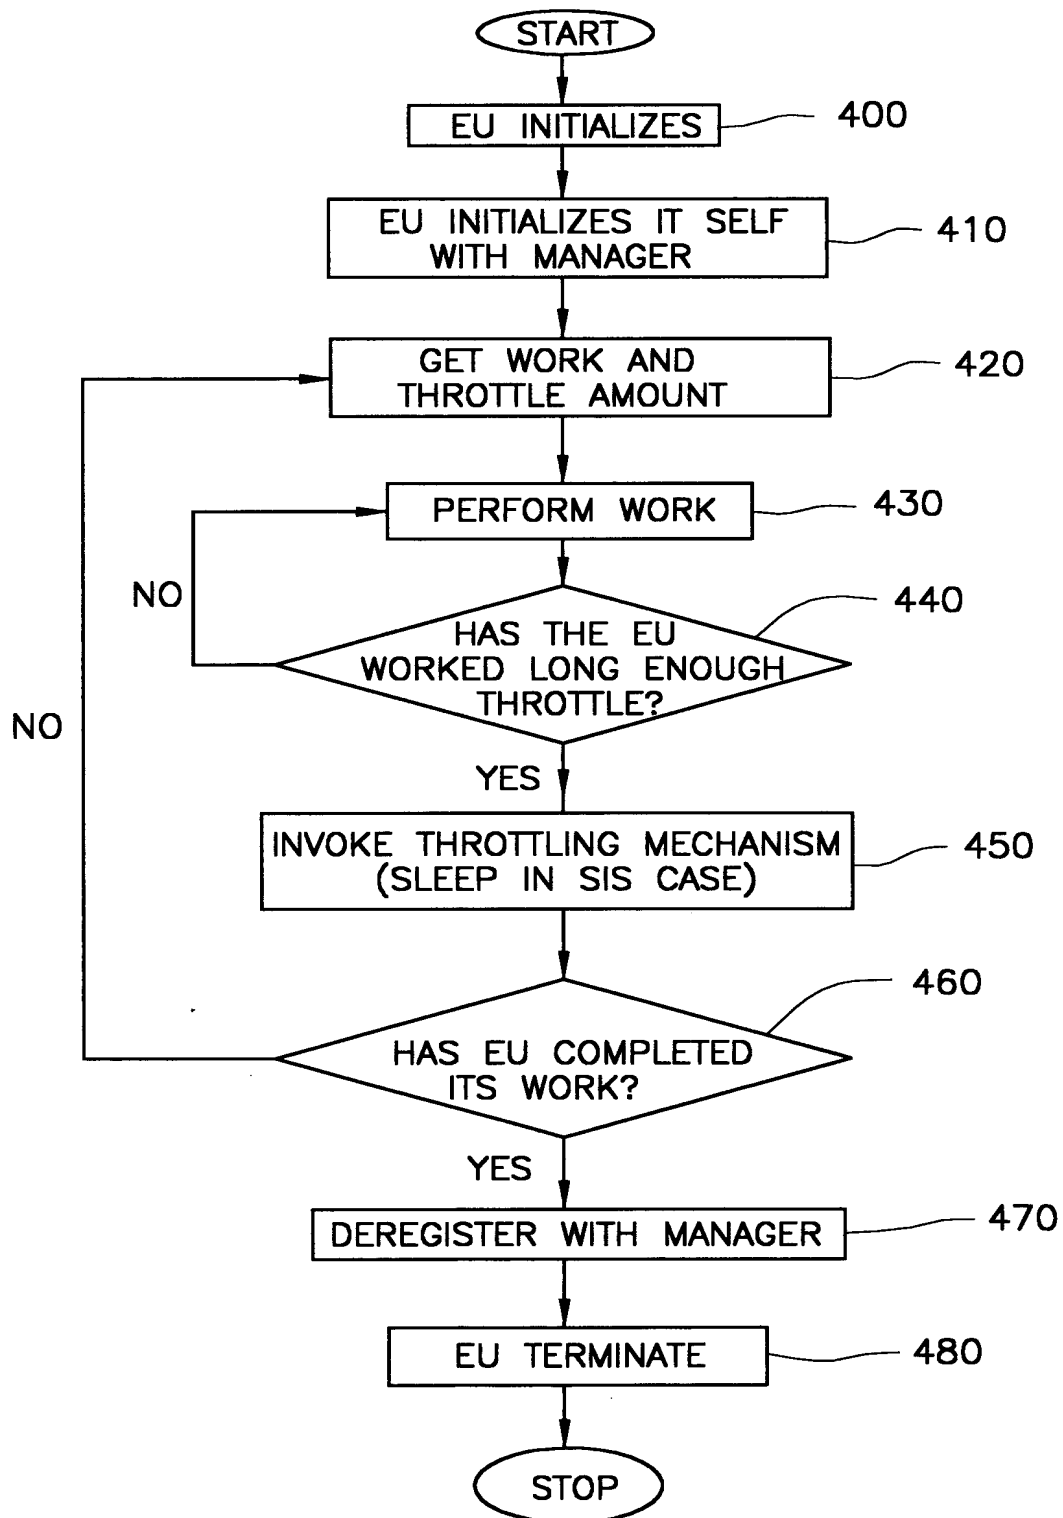 START
EU INITIALIZES
400
EU INITIALIZES IT SELF
WITH MANAGER
410
GET WORK AND
THROTTLE AMOUNT
420
PERFORM WORK
430
NO
HAS THE EU
WORKED LONG ENOUGH
THROTTLE?
440
NO
YES
INVOKE THROTTLING MECHANISM
(SLEEP IN SIS CASE)
450
HAS EU COMPLETED
ITS WORK?
460
YES
DEREGISTER WITH MANAGER
470
EU TERMINATE
480
STOP